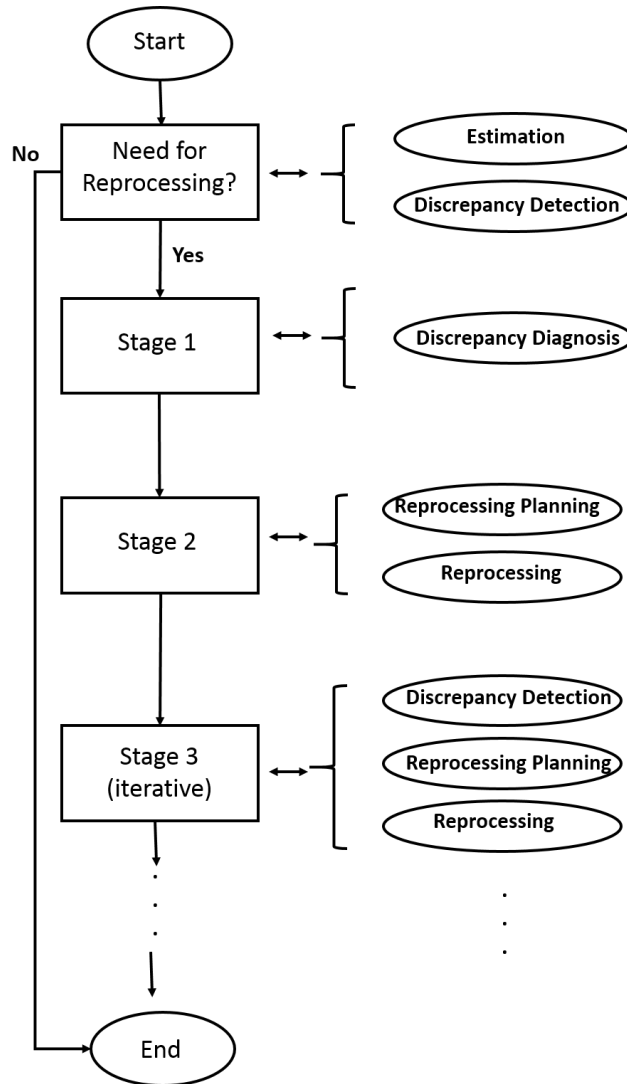 Start
No
Need for
Reprocessing?
Estimation
Discrepancy Detection
Yes
Stage 1
Discrepancy Diagnosis
Stage 2
Reprocessing Planning
Reprocessing
Stage 3
(iterative)
Discrepancy Detection
Reprocessing Planning
Reprocessing
End